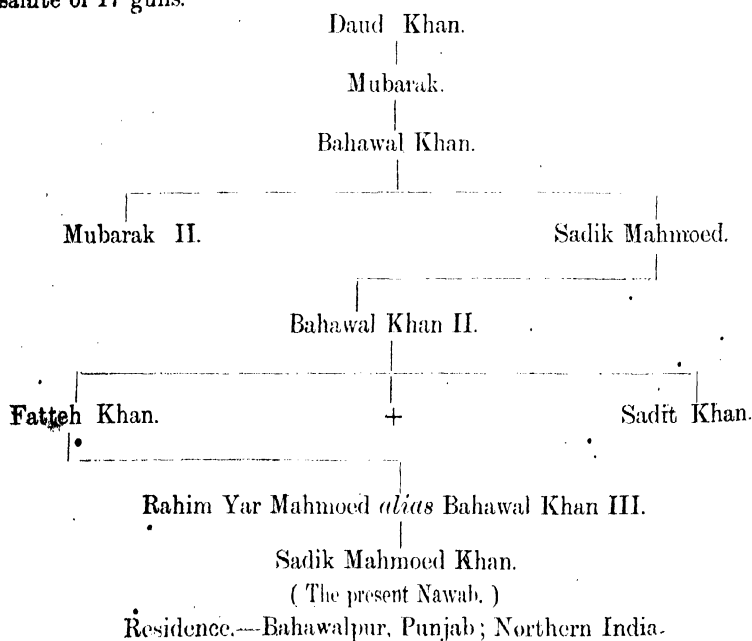 salute of 17 guns.
Daud Khan.
Mubarak.
Bahawal Khan.
Mubarak II. Sadik Mahmoed.
Bahawal Khan II.
Fatteh Khan. + Sadit Khan.
Rahim Yar Mahmoed alias Bahawal Khan III.
Sadik Mahmoed Khan.
( The present Nawab. )
Residence.—Bahawalpur, Punjab; Northern India.